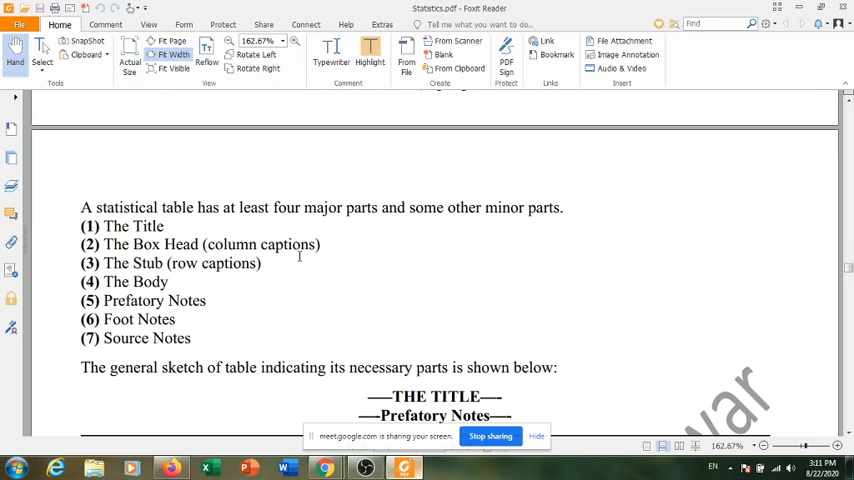 Statistics.pdf - Foxit Reader
File Home Comment View Form Protect Share Connect Help Extras Tell me what you want to do... Find
Hand
Select
SnapShot
Clipboard
Tools
Actual Size
Fit Page
Fit Width
Fit Visible
Reflow
162.67%
Rotate Left
Rotate Right
View
Typewriter
Highlight
Comment
From File
From Scanner
Blank
From Clipboard
Create
PDF Sign
Protect
Link
Bookmark
Links
File Attachment
Image Annotation
Audio & Video
Insert
A statistical table has at least four major parts and some other minor parts.
(1) The Title
(2) The Box Head (column captions)
(3) The Stub (row captions)
(4) The Body
(5) Prefatory Notes
(6) Foot Notes
(7) Source Notes
The general sketch of table indicating its necessary parts is shown below:
——THE TITLE——
——Prefatory Notes——
war
meet.google.com is sharing your screen. Stop sharing Hide
162.67%
EN 3:11 PM
8/22/2020